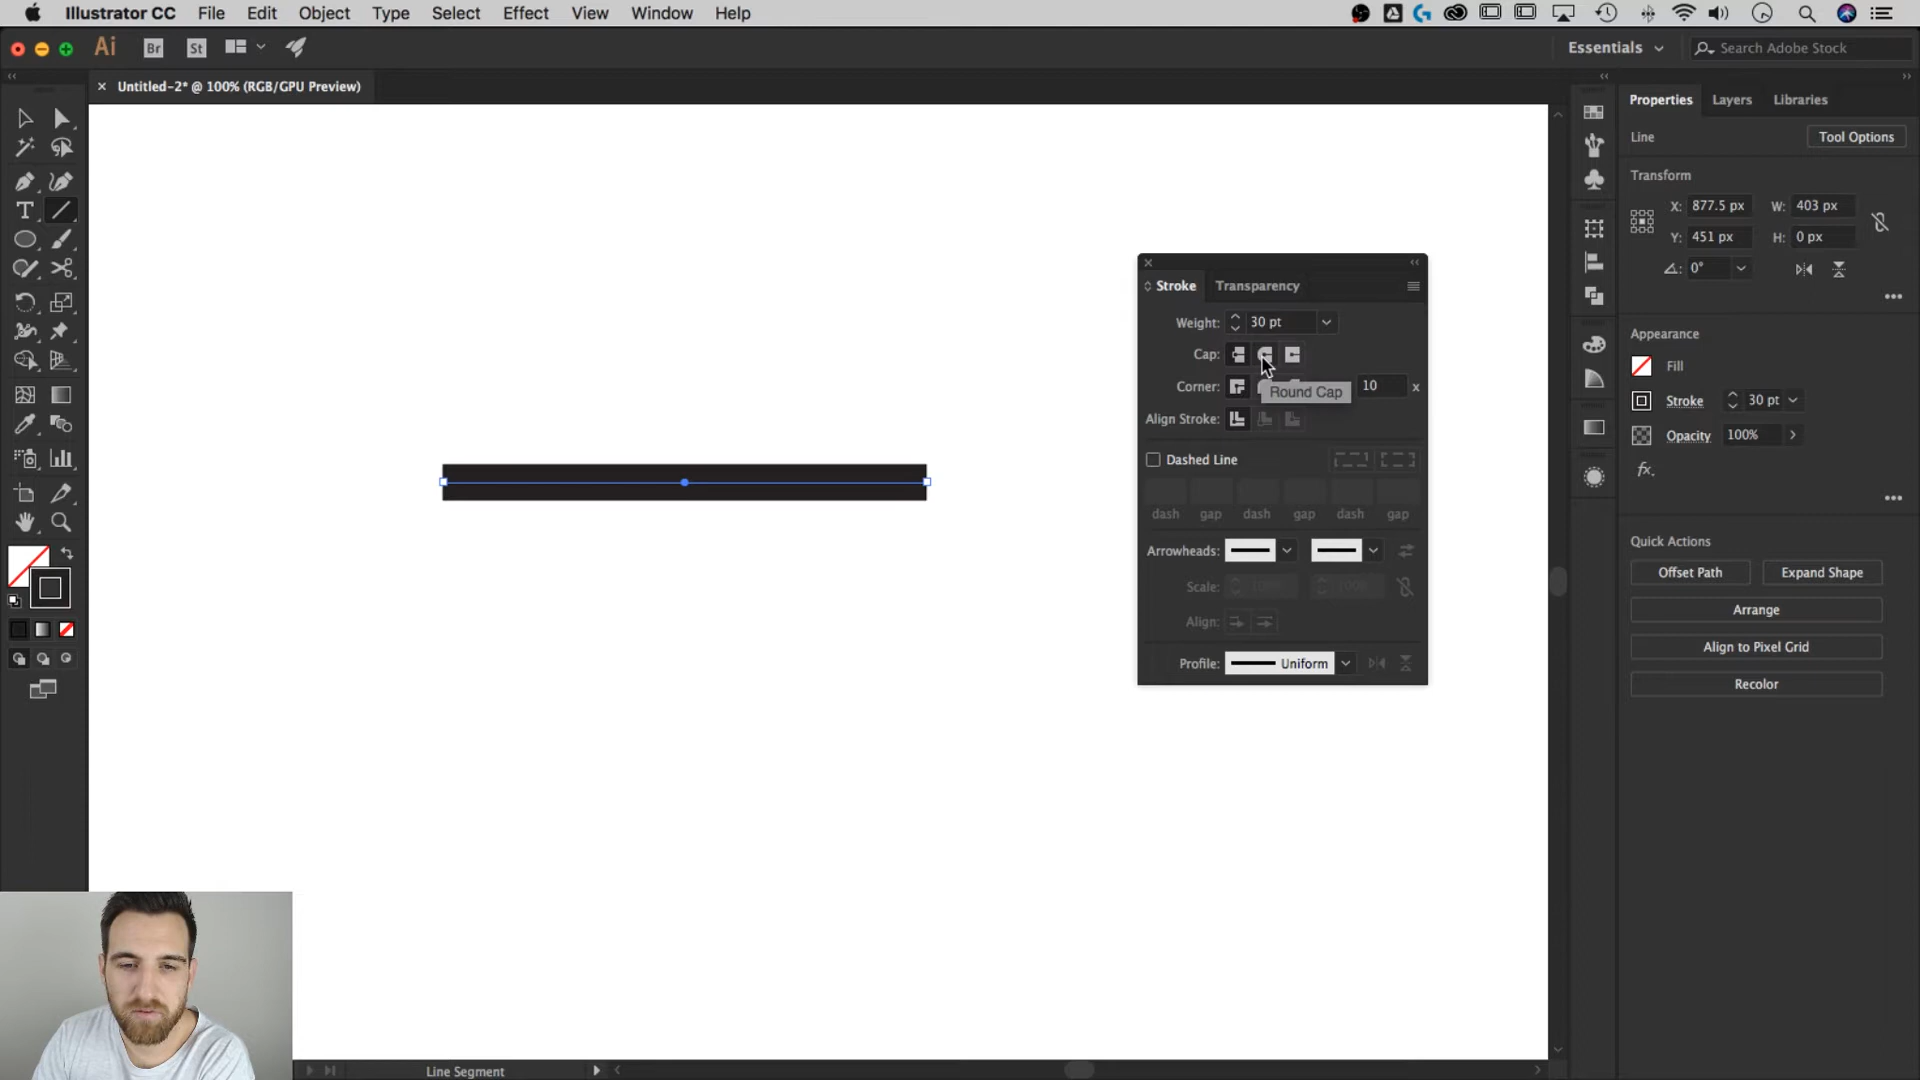 Illustrator CC File Edit Object Type Select Effect View Window Help
Ai Br St Essentials Search Adobe Stock
Untitled-2* @ 100% (RGB/GPU Preview)
Properties Layers Libraries
Line Tool Options
Transform
X: 877.5 px W: 403 px
Y: 451 px H: 0 px
0°
Appearance
Fill
Stroke 30 pt
Opacity 100%
fx.
Quick Actions
Offset Path Expand Shape
Arrange
Align to Pixel Grid
Recolor
Stroke Transparency
Weight: 30 pt
Cap:
Corner: 10 x
Round Cap
Align Stroke:
Dashed Line
dash gap dash gap dash gap
Arrowheads:
Scale:
Align:
Profile: Uniform
Line Segment